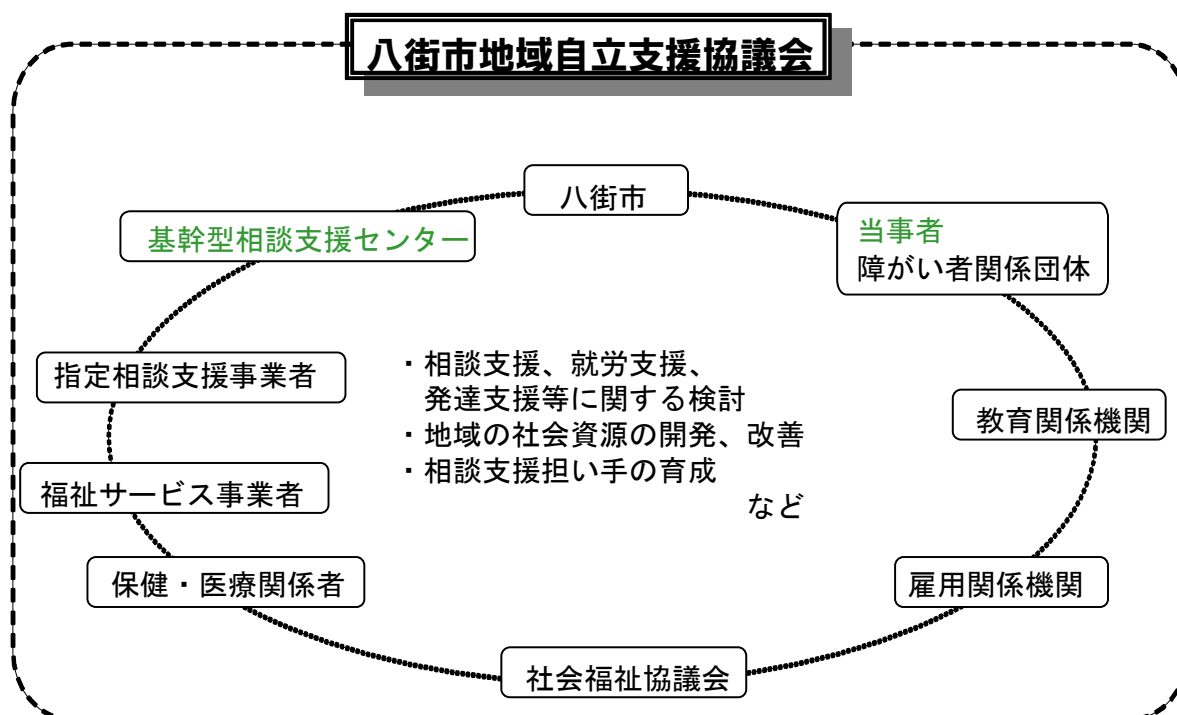 八街市地域自立支援協議会
八街市
基幹型相談支援センター
当事者
障がい者関係団体
指定相談支援事業者
・相談支援、就労支援、
発達支援等に関する検討
・地域の社会資源の開発、改善
・相談支援担い手の育成
など
教育関係機関
福祉サービス事業者
保健・医療関係者
雇用関係機関
社会福祉協議会